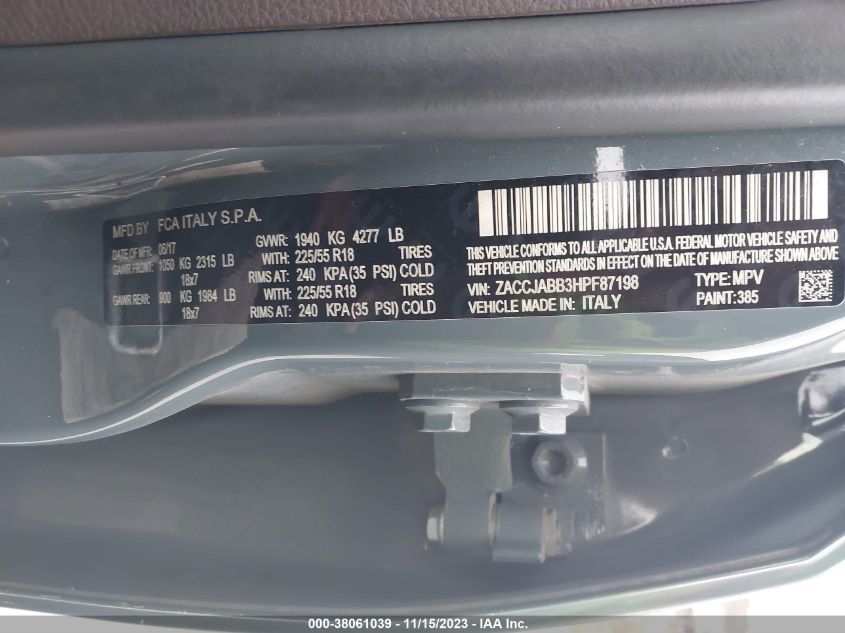 MFD BY FCA ITALY S.P.A.
DATE OF MFR 06/17 GVWR: 1940 KG 4277 LB
GAWR FRONT: 1050 KG 2315 LB WITH: 225/55 R18 TIRES
18x7 RIMS AT: 240 KPA(35 PSI) COLD
GAWR REAR: 900 KG 1984 LB WITH: 225/55 R18 TIRES
18x7 RIMS AT: 240 KPA(35 PSI) COLD
THIS VEHICLE CONFORMS TO ALL APPLICABLE U.S.A. FEDERAL MOTOR VEHICLE SAFETY AND
THEFT PREVENTION STANDARDS IN EFFECT ON THE DATE OF MANUFACTURE SHOWN ABOVE
VIN: ZACCJABB3HPF87198 TYPE: MPV
VEHICLE MADE IN: ITALY PAINT:385
000-38061039 - 11/15/2023 - IAA Inc.